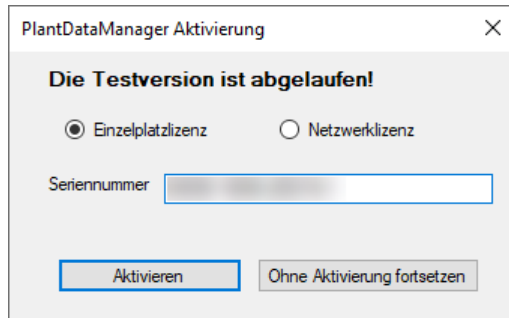 PlantDataManager Aktivierung
Die Testversion ist abgelaufen!
Einzelplatzlizenz Netzwerklizenz
Seriennummer
Aktivieren Ohne Aktivierung fortsetzen